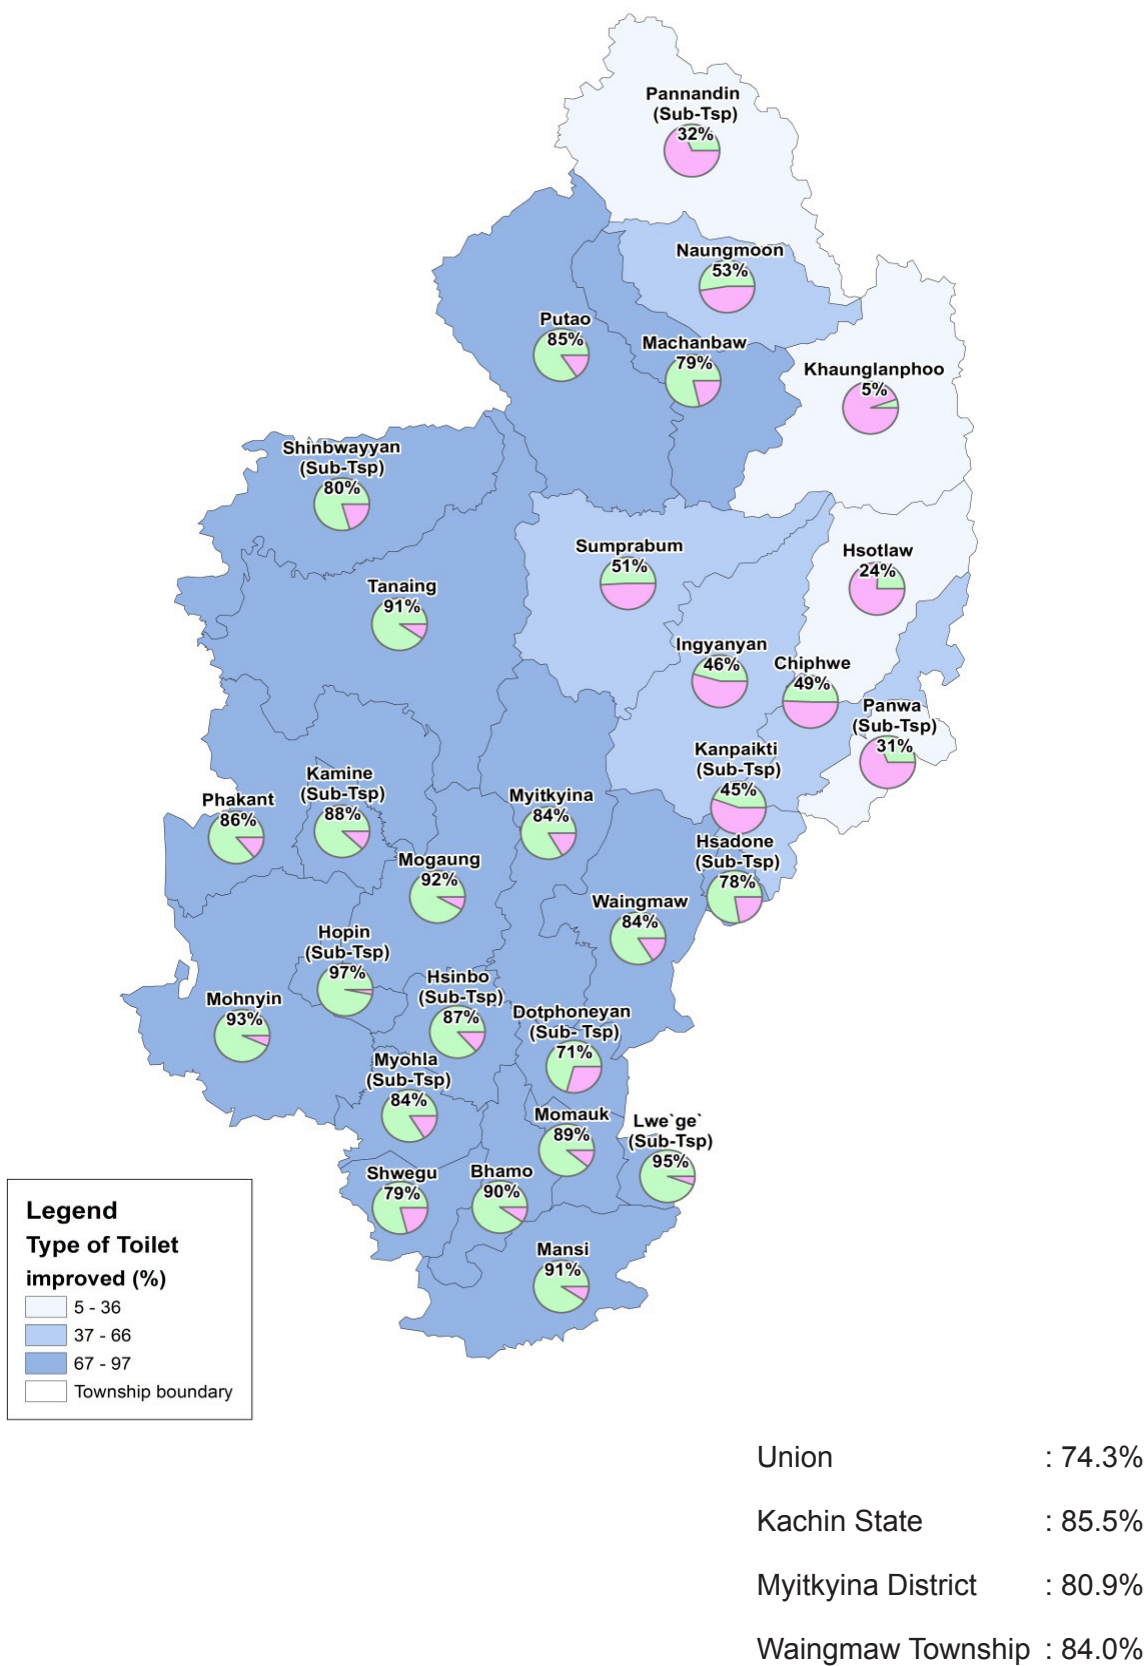 Pannandin
(Sub-Tsp)
32%
Naungmoon
53%
Putao
85%
Machanbaw
79%
Khaunglanphoo
5%
Shinbwayyan
(Sub-Tsp)
80%
Sumprabum
51%
Hsotlaw
24%
Tanaing
91%
Ingyanyan
46%
Chiphwe
49%
Panwa
(Sub-Tsp)
31%
Kanpaikti
(Sub-Tsp)
45%
Kamine
(Sub-Tsp)
88%
Phakant
86%
Myitkyina
84%
Hsadone
(Sub-Tsp)
78%
Mogaung
92%
Waingmaw
84%
Hopin
(Sub-Tsp)
97%
Hsinbo
(Sub-Tsp)
87%
Mohnyin
93%
Dotphoneyan
(Sub- Tsp)
71%
Myohla
(Sub-Tsp)
84%
Momauk
89%
Lwe`ge`
(Sub-Tsp)
95%
Shwegu
79%
Bhamo
90%
Mansi
91%
Legend
Type of Toilet
improved (%)
5 - 36
37 - 66
67 - 97
Township boundary
Union : 74.3%
Kachin State : 85.5%
Myitkyina District : 80.9%
Waingmaw Township : 84.0%